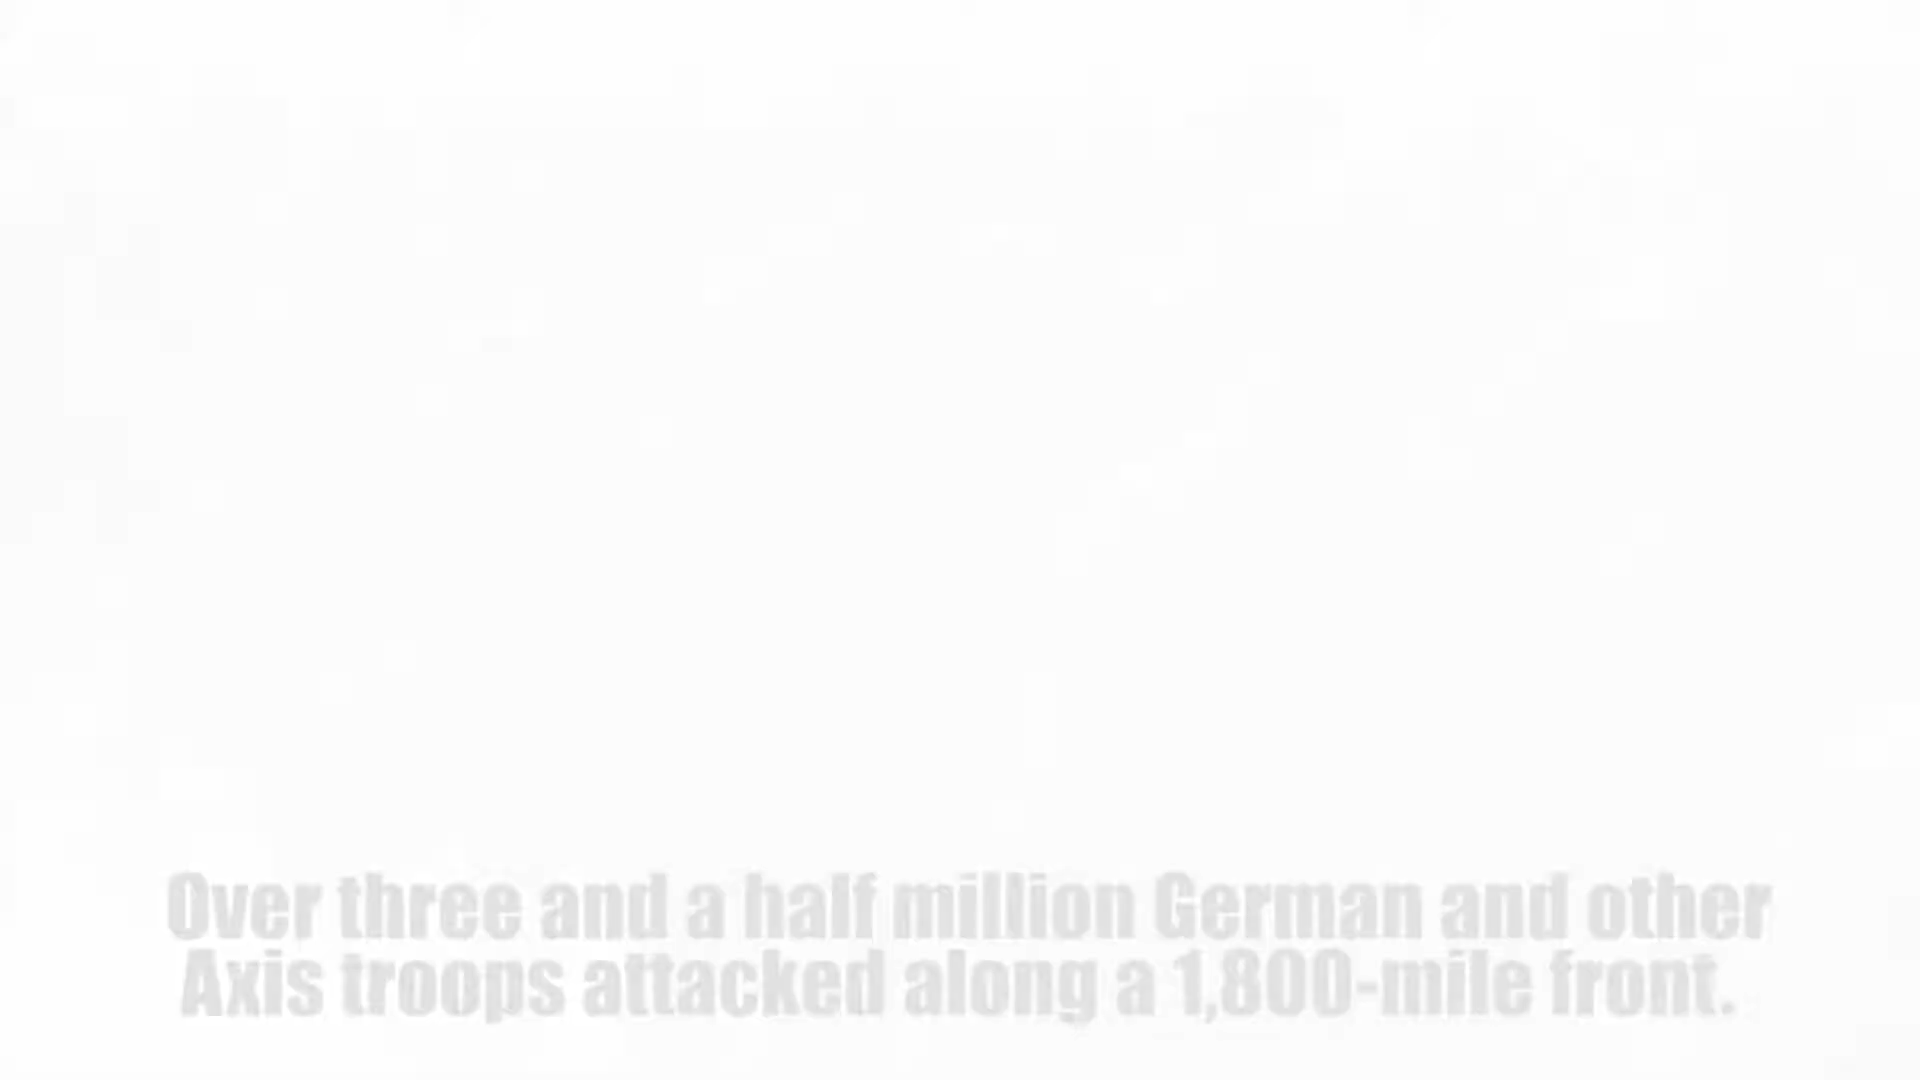 Over three and a half million German and other
Axis troops attacked along a 1,800-mile front.